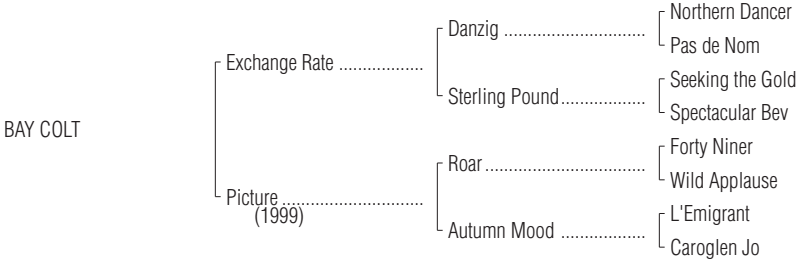 Northern Dancer
Danzig ..............................
Pas de Nom
Exchange Rate ..................
Seeking the Gold
Sterling Pound..................
Spectacular Bev
BAY COLT
Forty Niner
Roar..................................
Wild Applause
Picture ..............................
(1999)
L'Emigrant
Autumn Mood ..................
Caroglen Jo